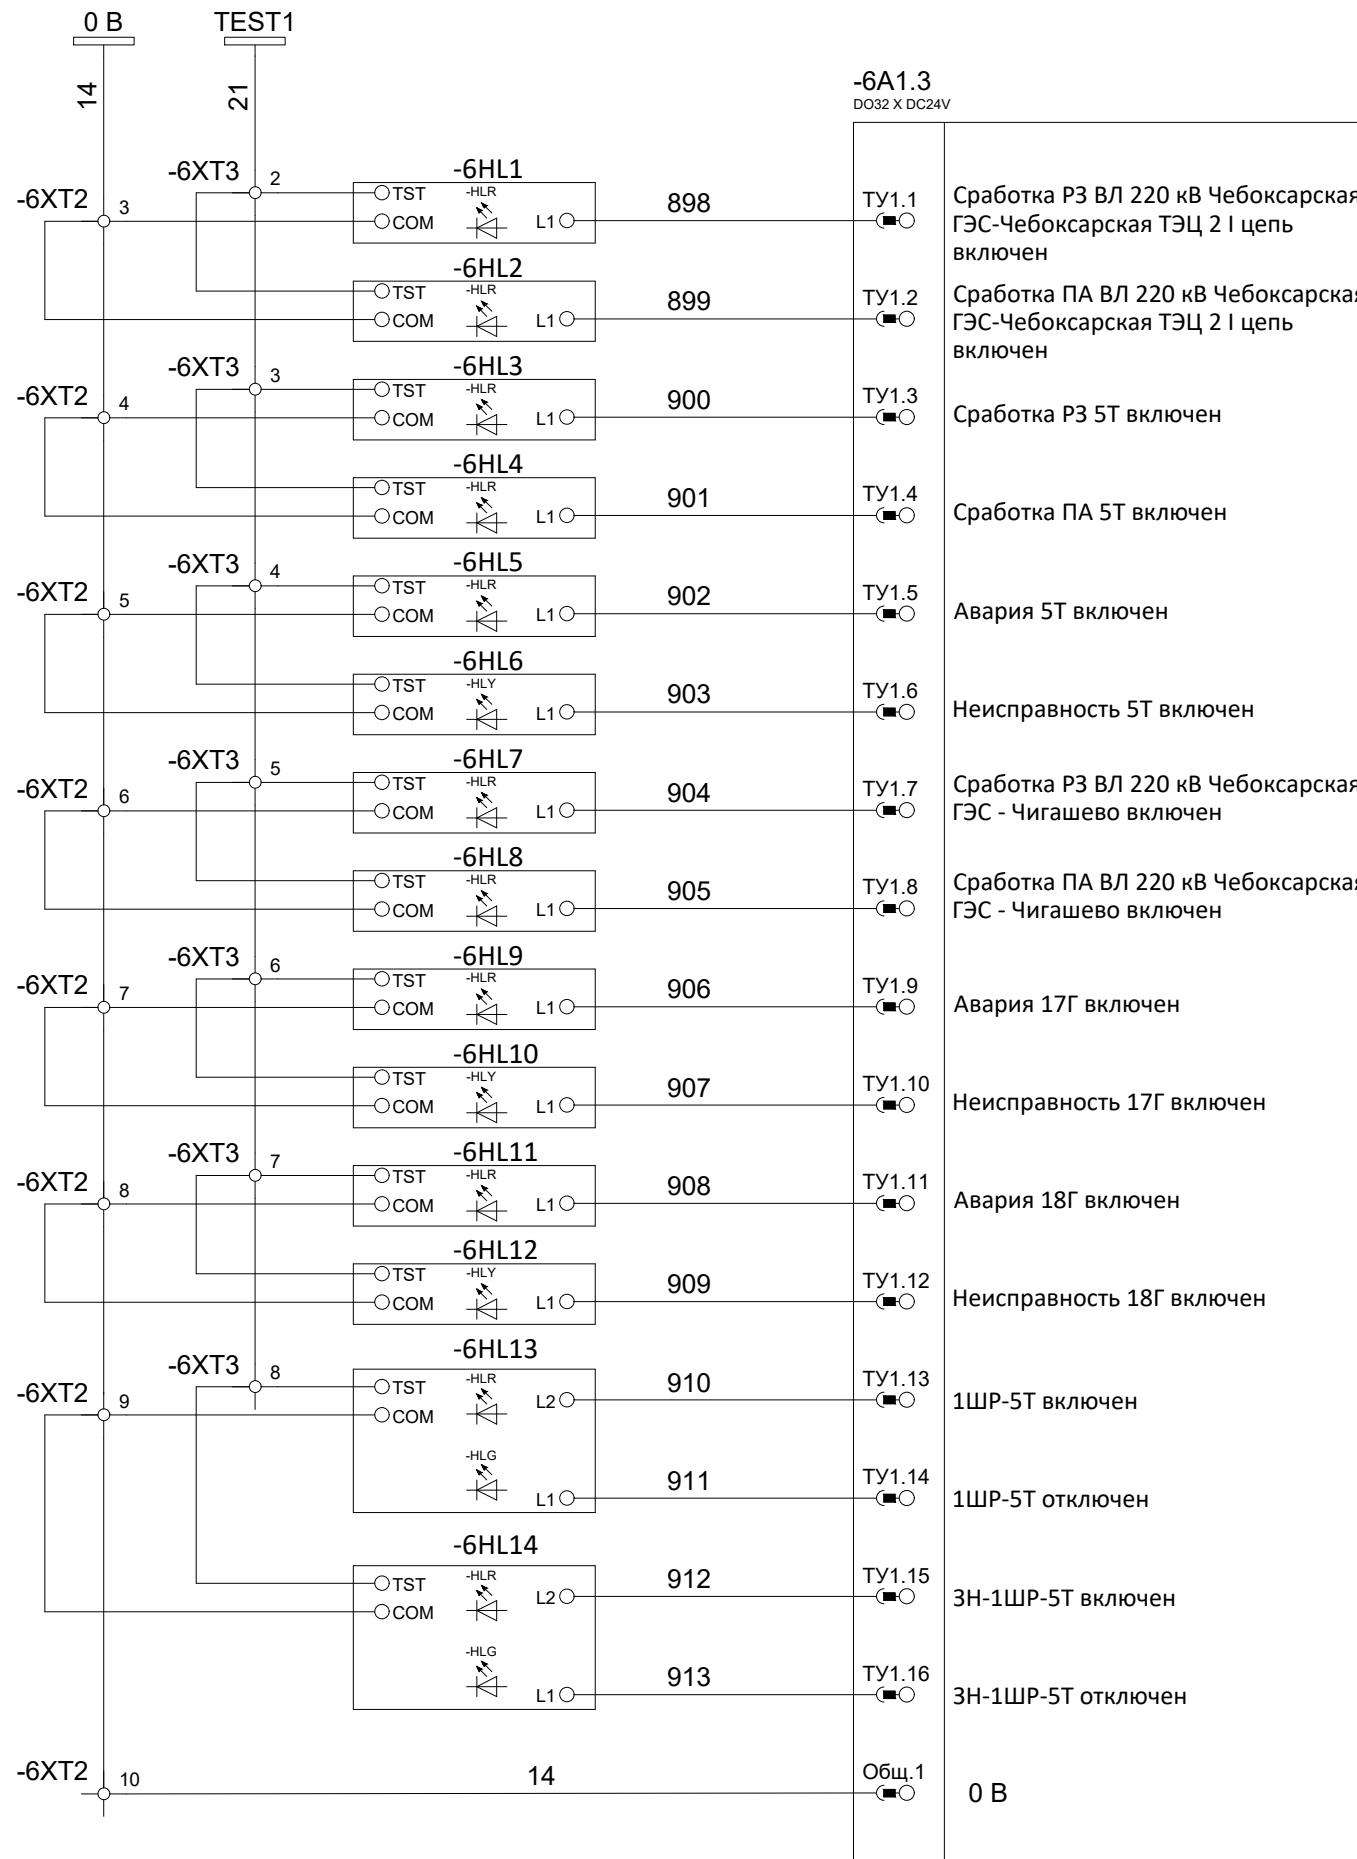 0 В
TEST1
14
21
-6A1.3
DO32 X DC24V
-6XT3
2
-6XT2
3
-6HL1
TST
-HLR
COM
L1
898
ТУ1.1
Сработка РЗ ВЛ 220 кВ Чебоксарская
ГЭС-Чебоксарская ТЭЦ 2 I цепь
включен
-6HL2
TST
-HLR
COM
L1
899
ТУ1.2
Сработка ПА ВЛ 220 кВ Чебоксарская
ГЭС-Чебоксарская ТЭЦ 2 I цепь
включен
-6XT3
3
-6XT2
4
-6HL3
TST
-HLR
COM
L1
900
ТУ1.3
Сработка РЗ 5Т включен
-6HL4
TST
-HLR
COM
L1
901
ТУ1.4
Сработка ПА 5Т включен
-6XT3
4
-6XT2
5
-6HL5
TST
-HLR
COM
L1
902
ТУ1.5
Авария 5Т включен
-6HL6
TST
-HLY
COM
L1
903
ТУ1.6
Неисправность 5Т включен
-6XT3
5
-6XT2
6
-6HL7
TST
-HLR
COM
L1
904
ТУ1.7
Сработка РЗ ВЛ 220 кВ Чебоксарская
ГЭС - Чигашево включен
-6HL8
TST
-HLR
COM
L1
905
ТУ1.8
Сработка ПА ВЛ 220 кВ Чебоксарская
ГЭС - Чигашево включен
-6XT3
6
-6XT2
7
-6HL9
TST
-HLR
COM
L1
906
ТУ1.9
Авария 17Г включен
-6HL10
TST
-HLY
COM
L1
907
ТУ1.10
Неисправность 17Г включен
-6XT3
7
-6XT2
8
-6HL11
TST
-HLR
COM
L1
908
ТУ1.11
Авария 18Г включен
-6HL12
TST
-HLY
COM
L1
909
ТУ1.12
Неисправность 18Г включен
-6XT3
8
-6XT2
9
-6HL13
TST
-HLR
COM
L2
910
ТУ1.13
1ШР-5Т включен
-HLG
L1
911
ТУ1.14
1ШР-5Т отключен
-6HL14
TST
-HLR
COM
L2
912
ТУ1.15
ЗН-1ШР-5Т включен
-HLG
L1
913
ТУ1.16
ЗН-1ШР-5Т отключен
-6XT2
10
14
Общ.1
0 В